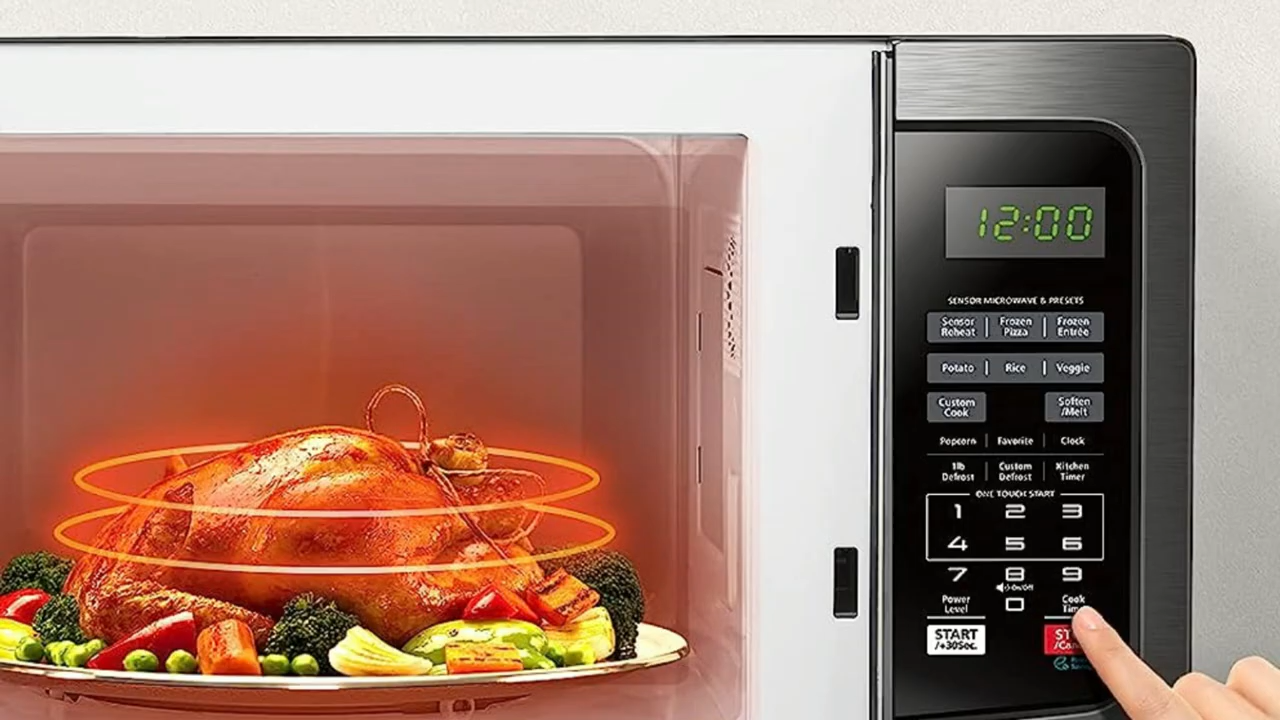 12:00
SENSOR MICROWAVE & PRESETS
Sensor Reheat | Frozen Pizza | Frozen Entrée
Potato | Rice | Veggie
Custom Cook
Soften /Melt
Popcorn | Favorite | Clock
1lb Defrost | Custom Defrost | Kitchen Timer
ONE TOUCH START
1 2 3
4 5 6
7 8 9
On/Off
Power Level
0
Cook
START
/+30Sec.